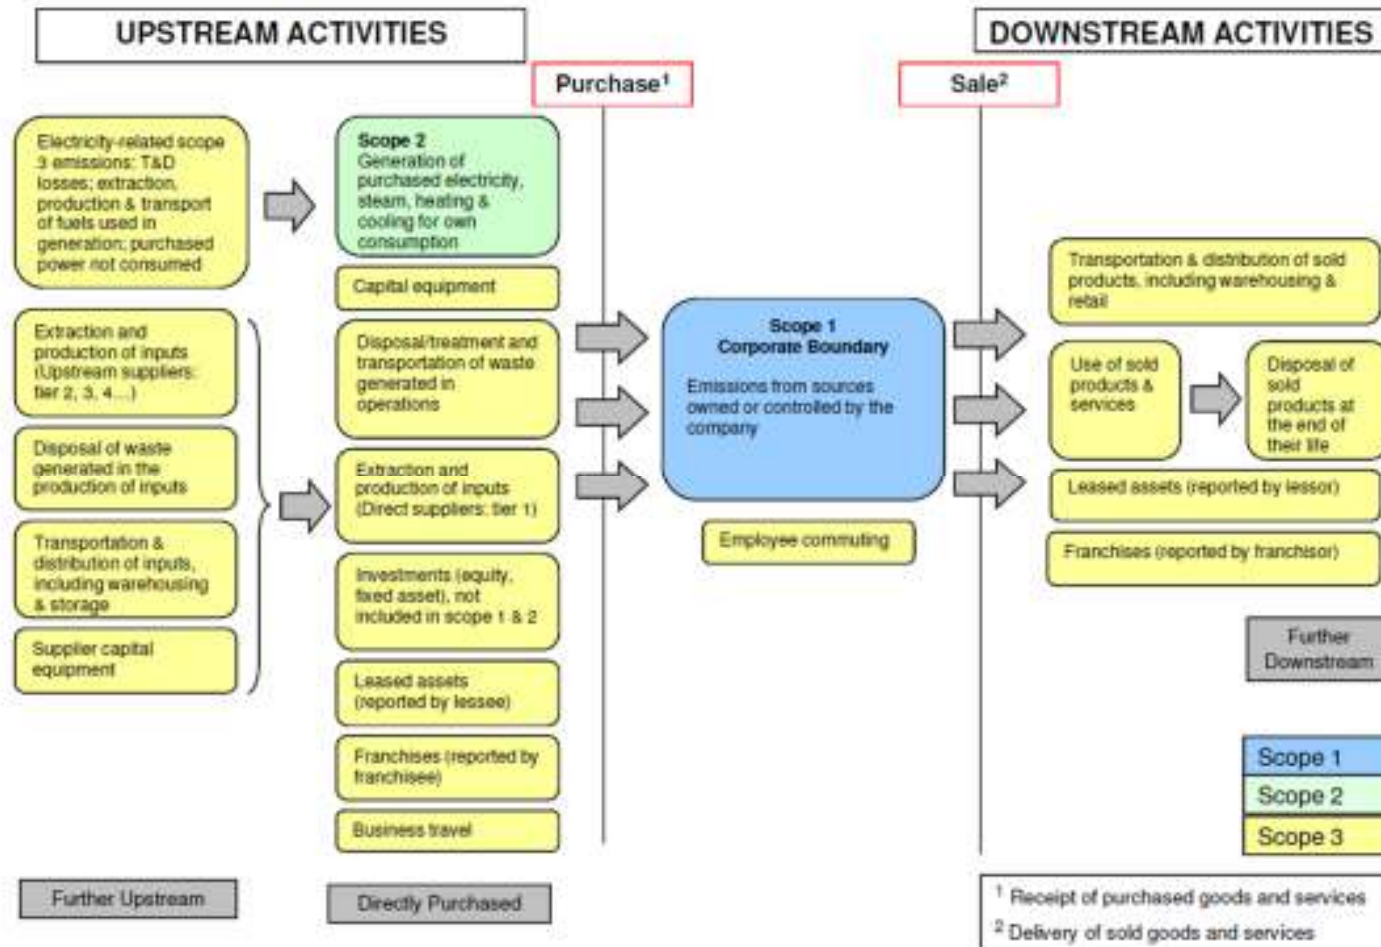 UPSTREAM ACTIVITIES
DOWNSTREAM ACTIVITIES
Purchase¹
Sale²
Electricity-related scope
3 emissions: T&D
losses; extraction,
production & transport
of fuels used in
generation; purchased
power not consumed
Scope 2
Generation of
purchased electricity,
steam, heating &
cooling for own
consumption
Capital equipment
Extraction and
production of inputs
(Upstream suppliers:
tier 2, 3, 4...)
Disposal of waste
generated in the
production of inputs
Transportation &
distribution of inputs,
including warehousing
& storage
Supplier capital
equipment
Disposal/treatment and
transportation of waste
generated in
operations
Extraction and
production of inputs
(Direct suppliers: tier 1)
Investments (equity,
fixed asset), not
included in scope 1 & 2
Leased assets
(reported by lessee)
Franchises (reported by
franchisee)
Business travel
Scope 1
Corporate Boundary
Emissions from sources
owned or controlled by the
company
Employee commuting
Transportation & distribution of sold
products, including warehousing &
retail
Use of sold
products &
services
Disposal of
sold
products at
the end of
their life
Leased assets (reported by lessor)
Franchises (reported by franchisor)
Further
Downstream
Scope 1
Scope 2
Scope 3
Further Upstream
Directly Purchased
¹ Receipt of purchased goods and services
² Delivery of sold goods and services